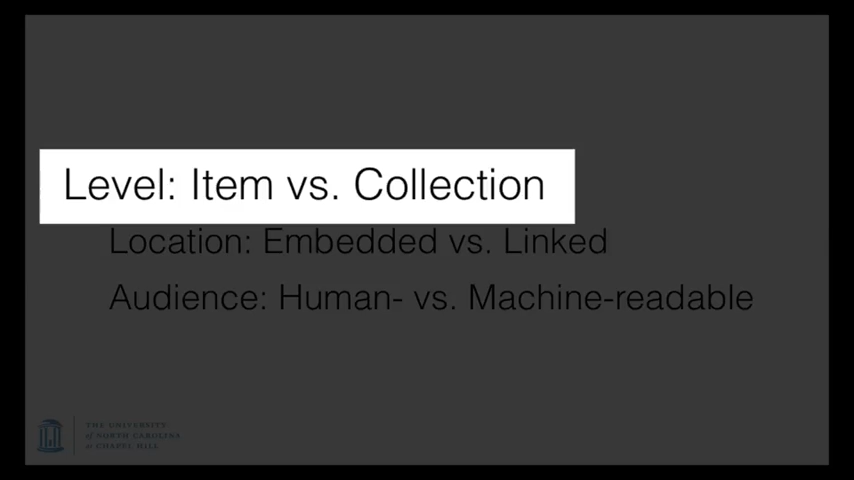 Level: Item vs. Collection
Location: Embedded vs. Linked
Audience: Human- vs. Machine-readable
THE UNIVERSITY
of NORTH CAROLINA
at CHAPEL HILL